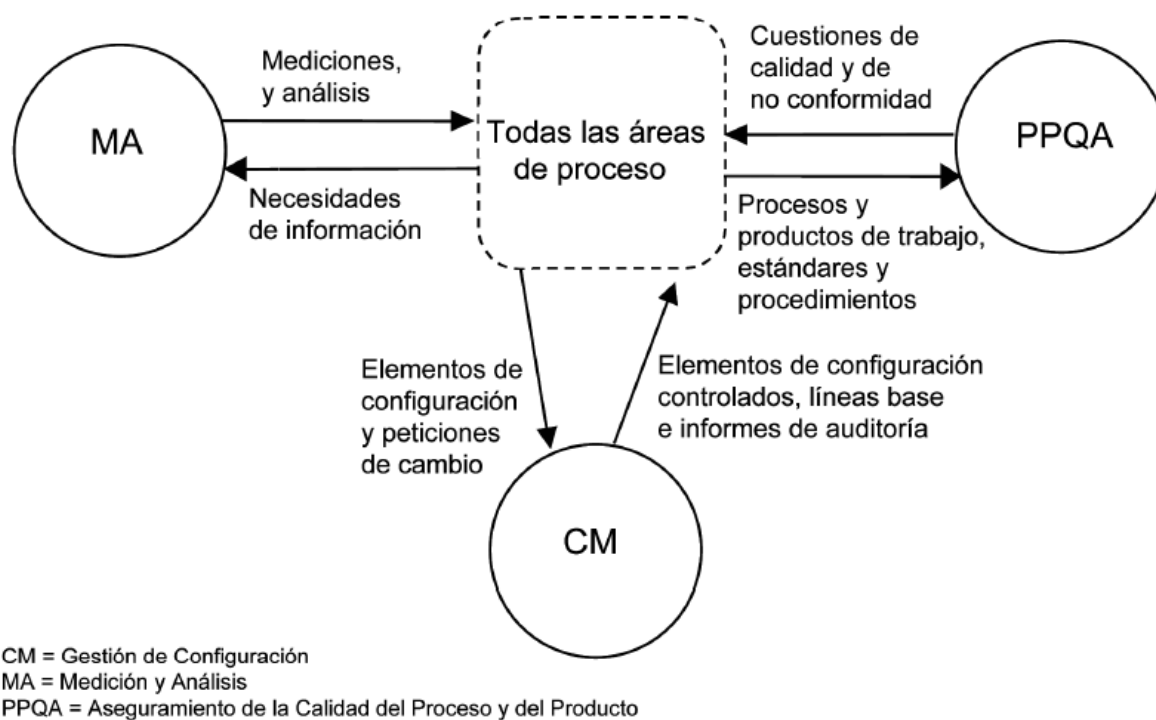 MA
Mediciones,
y análisis
Necesidades
de información
Todas las áreas
de proceso
Cuestiones de
calidad y de
no conformidad
PPQA
Procesos y
productos de trabajo,
estándares y
procedimientos
Elementos de
configuración
y peticiones
de cambio
Elementos de configuración
controlados, líneas base
e informes de auditoría
CM
CM = Gestión de Configuración
MA = Medición y Análisis
PPQA = Aseguramiento de la Calidad del Proceso y del Producto